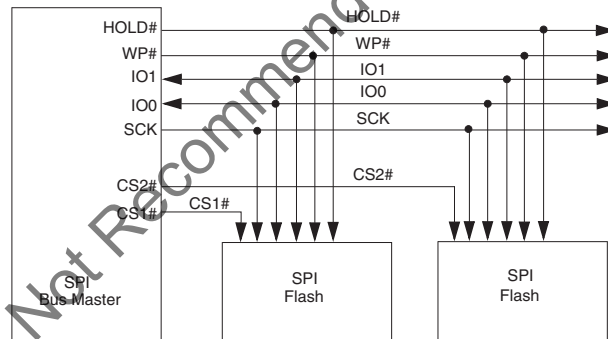 HOLD#
HOLD#
WP#
WP#
IO1
IO1
IO0
IO0
SCK
SCK
CS2#
CS2#
CS1#
CS1#
SPI
Bus Master
SPI
Flash
SPI
Flash
Not Recommend